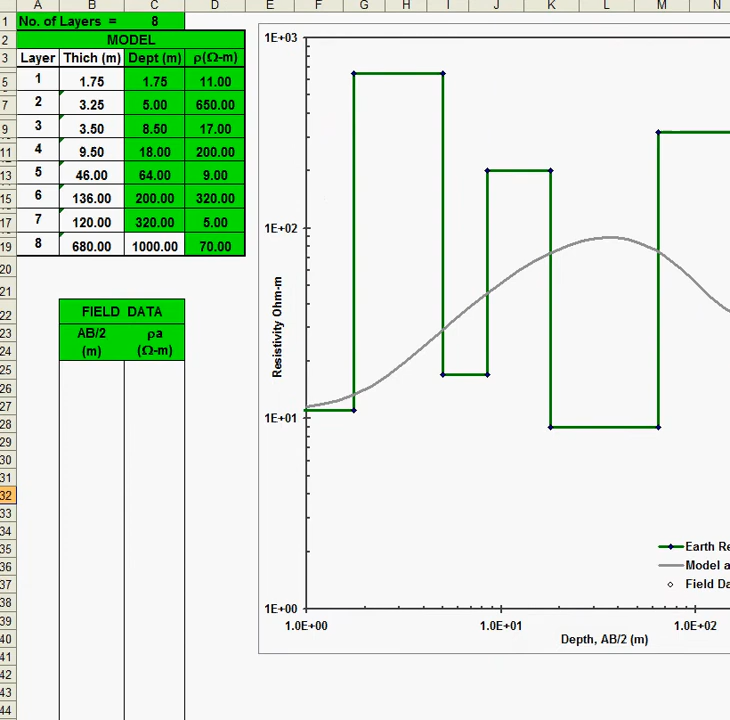 A B C D E F G H I J K L M N
1 No. of Layers = 8
2 MODEL
3 Layer Thich (m) Dept (m) ρ(Ω-m)
5 1 1.75 1.75 11.00
7 2 3.25 5.00 650.00
9 3 3.50 8.50 17.00
11 4 9.50 18.00 200.00
13 5 46.00 64.00 9.00
15 6 136.00 200.00 320.00
17 7 120.00 320.00 5.00
19 8 680.00 1000.00 70.00
20
21
22 FIELD DATA
23 AB/2 ρa
24 (m) (Ω-m)
25
26
27
28
29
30
31
32
33
34
35
36
37
38
39
40
41
42
43
44
1E+03
1E+02
1E+01
1E+00
Resistivity Ohm-m
1.0E+00 1.0E+01 1.0E+02
Depth, AB/2 (m)
Earth Re
Model a
Field Da